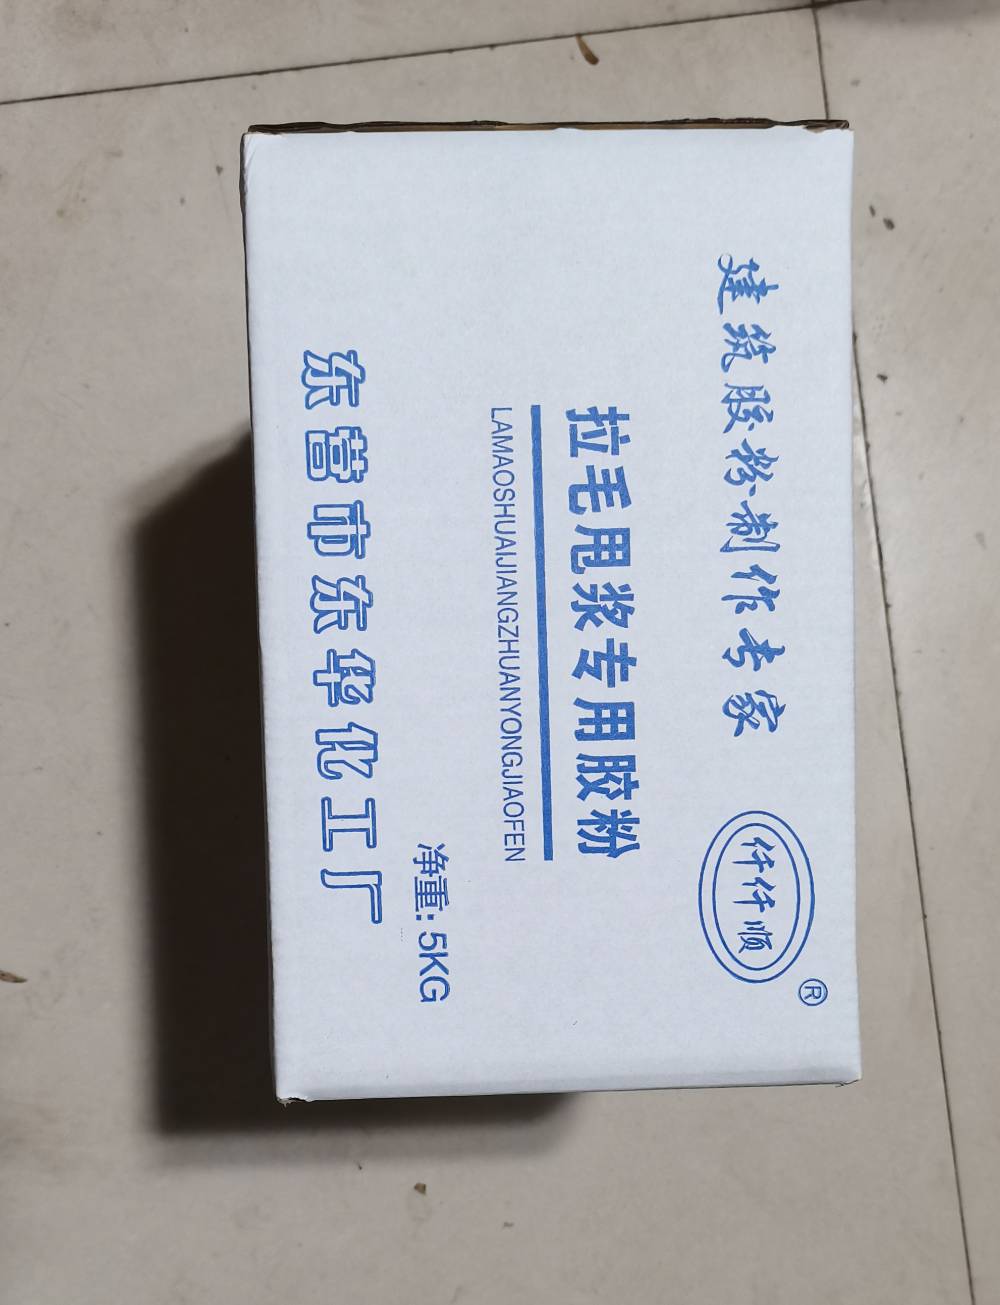 建筑胶粉制作专家
仟仟顺
®
拉毛甩浆专用胶粉
LAMAOSHUAIJIANGZHUANYONGJIAOFEN
净重: 5KG
东营市东华化工厂